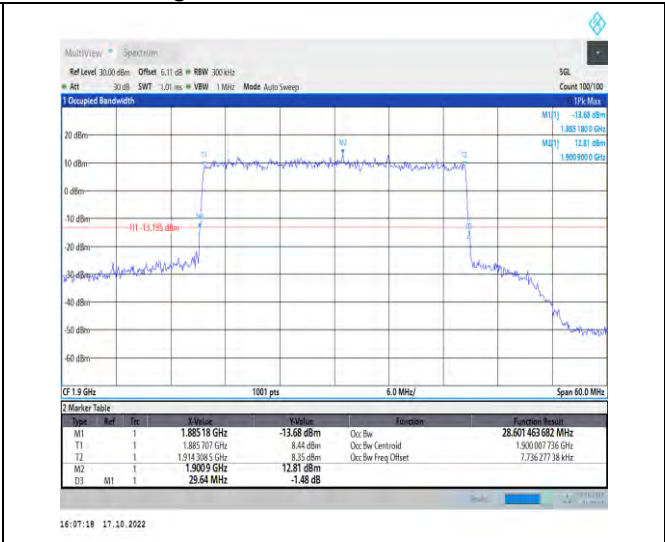 MultiView Spectrum
Ref Level 30.00 dBm Offset 6.11 dB RBW 300 kHz SGL
Att 30 dB SWT 1.01 ms VBW 1 MHz Mode Auto Sweep Count 100/100
1 Occupied Bandwidth 1Pk Max
M1[1] -13.68 dBm
1.885 180 0 GHz
M2[1] 12.81 dBm
1.900 900 0 GHz
20 dBm
M2
T1 T2
10 dBm
0 dBm
-10 dBm
M1
H1 -13.195 dBm
D3
-20 dBm
-30 dBm
-40 dBm
-50 dBm
-60 dBm
CF 1.9 GHz 1001 pts 6.0 MHz/ Span 60.0 MHz
2 Marker Table
Type Ref Trc X-Value Y-Value Function Function Result
M1 1 1.88518 GHz -13.68 dBm Occ Bw 28.601 463 682 MHz
T1 1 1.885707 GHz 8.44 dBm Occ Bw Centroid 1.900 007 736 GHz
T2 1 1.914 308 5 GHz 8.35 dBm Occ Bw Freq Offset 7.736 277 38 kHz
M2 1 1.9009 GHz 12.81 dBm
D3 M1 1 29.64 MHz -1.48 dB
16:07:18 17.10.2022